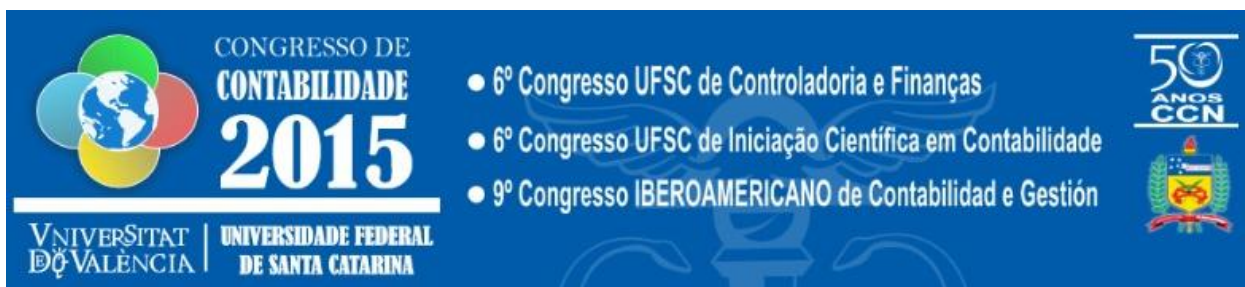 CONGRESSO DE
CONTABILIDADE
2015
VNIVERSITAT
D VALÈNCIA
UNIVERSIDADE FEDERAL
DE SANTA CATARINA
● 6º Congresso UFSC de Controladoria e Finanças
● 6º Congresso UFSC de Iniciação Científica em Contabilidade
● 9º Congresso IBEROAMERICANO de Contabilidad e Gestión
50
ANOS
CCN